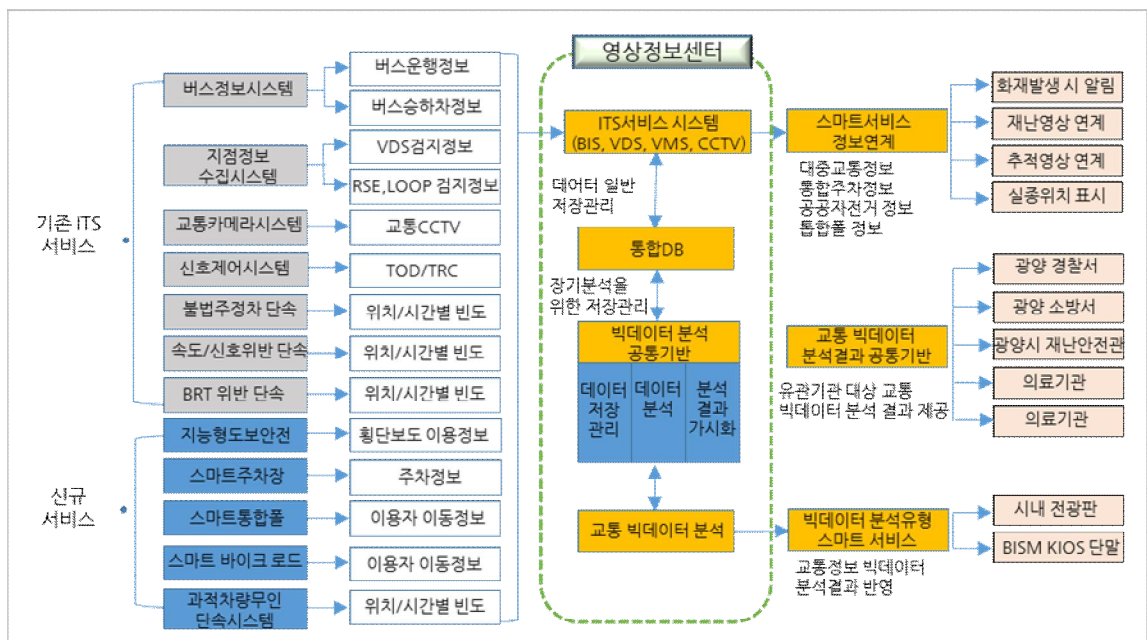 영상정보센터
기존 ITS
서비스
버스정보시스템
버스운행정보
버스승하차정보
지점정보
수집시스템
VDS검지정보
RSE,LOOP 검지정보
교통카메라시스템
교통CCTV
신호제어시스템
TOD/TRC
불법주정차 단속
위치/시간별 빈도
속도/신호위반 단속
위치/시간별 빈도
BRT 위반 단속
위치/시간별 빈도
신규
서비스
지능형도보안전
횡단보도 이용정보
스마트주차장
주차정보
스마트통합폴
이용자 이동정보
스마트 바이크 로드
이용자 이동정보
과적차량무인
단속시스템
위치/시간별 빈도
ITS서비스 시스템
(BIS, VDS, VMS, CCTV)
데어터 일반
저장관리
통합DB
장기분석을
위한 저장관리
빅데이터 분석
공통기반
데이터
저장
관리
데이터
분석
분석
결과
가시화
교통 빅데이터 분석
스마트서비스
정보연계
대중교통정보
통합주차정보
공공자전거 정보
톱합폴 정보
화재발생 시 알림
재난영상 연계
추적영상 연계
실종위치 표시
교통 빅데이터
분석결과 공통기반
유관기관 대상 교통
빅데이터 분석 결과 제공
광양 경찰서
광양 소방서
광양시 재난안전관
의료기관
의료기관
빅데이터 분석유형
스마트 서비스
교통정보 빅데이터
분석결과 반영
시내 전광판
BISM KIOS 단말